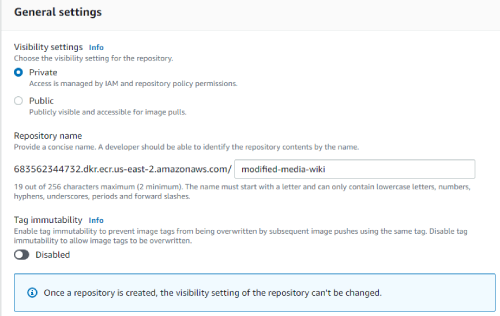 General settings
Visibility settings Info
Choose the visibility setting for the repository.
Private
Access is managed by IAM and repository policy permissions.
Public
Publicly visible and accessible for image pulls.
Repository name
Provide a concise name. A developer should be able to identify the repository contents by the name.
683562344732.dkr.ecr.us-east-2.amazonaws.com/ modified-media-wiki
19 out of 256 characters maximum (2 minimum). The name must start with a letter and can only contain lowercase letters, numbers,
hyphens, underscores, periods and forward slashes.
Tag immutability Info
Enable tag immutability to prevent image tags from being overwritten by subsequent image pushes using the same tag. Disable tag
immutability to allow image tags to be overwritten.
Disabled
Once a repository is created, the visibility setting of the repository can't be changed.